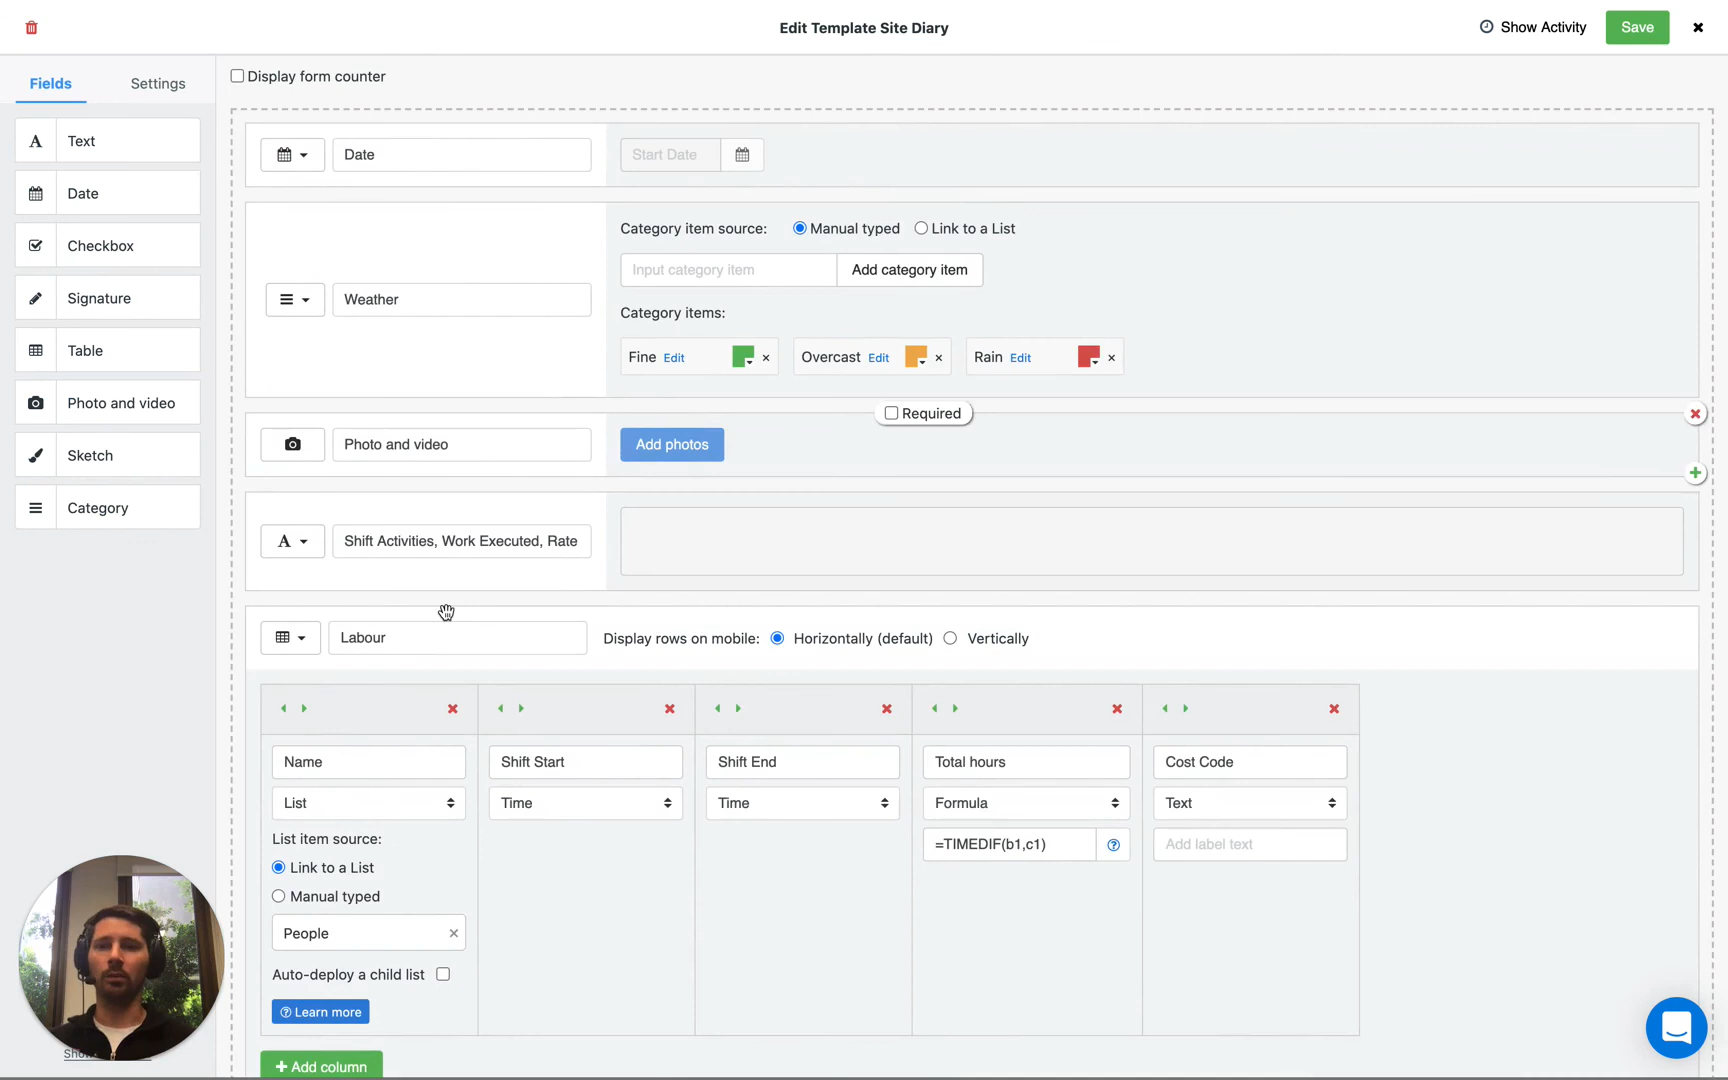 Edit Template Site Diary
Show Activity
Save
Fields
Settings
Display form counter
Text
Date
Checkbox
Signature
Table
Photo and video
Sketch
Category
Date
Start Date
Category item source:
Manual typed
Link to a List
Weather
Input category item
Add category item
Category items:
Fine Edit
Overcast Edit
Rain Edit
Required
Photo and video
Add photos
Shift Activities, Work Executed, Rate
Labour
Display rows on mobile:
Horizontally (default)
Vertically
Name
Shift Start
Shift End
Total hours
Cost Code
List
Time
Time
Formula
Text
List item source:
=TIMEDIF(b1,c1)
Add label text
Link to a List
Manual typed
People
Auto-deploy a child list
Learn more
Add column